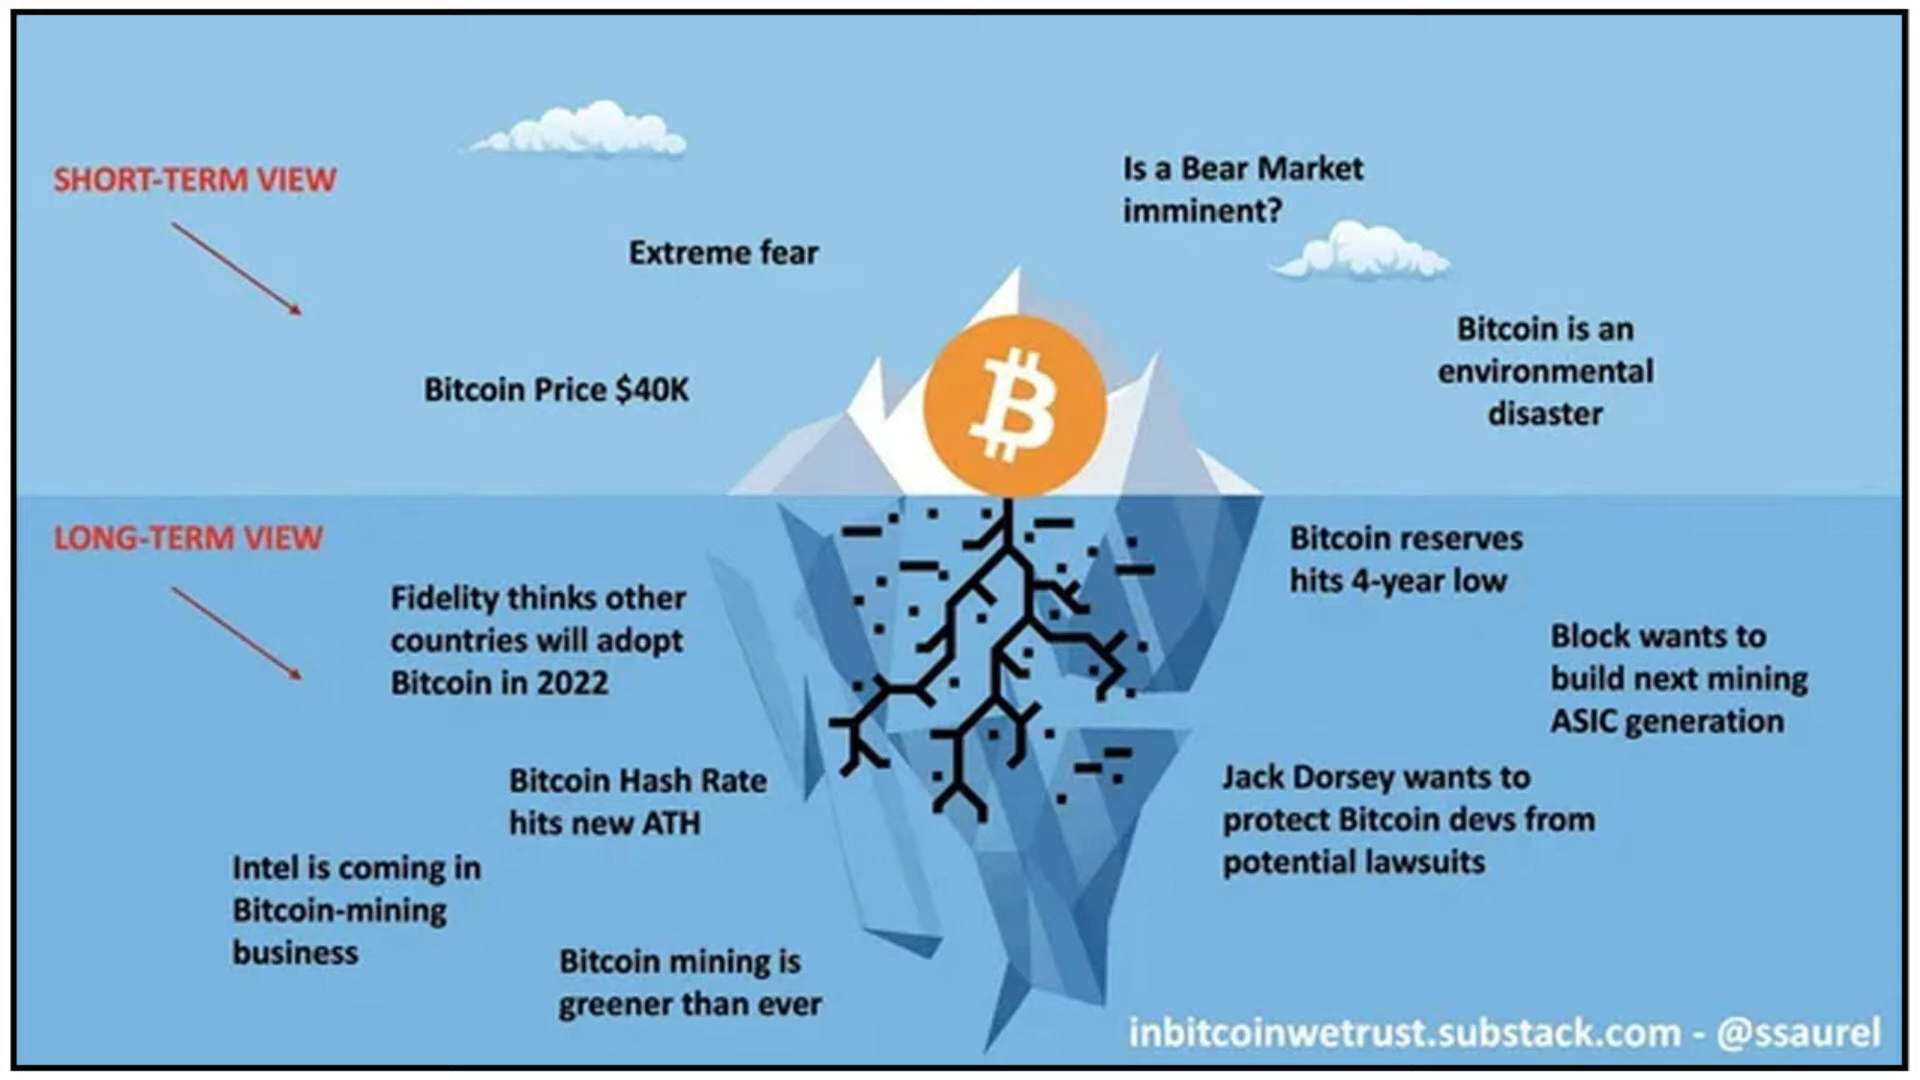 SHORT-TERM VIEW
Is a Bear Market
imminent?
Extreme fear
Bitcoin is an
environmental
disaster
Bitcoin Price $40K
LONG-TERM VIEW
Bitcoin reserves
hits 4-year low
Fidelity thinks other
countries will adopt
Bitcoin in 2022
Block wants to
build next mining
ASIC generation
Bitcoin Hash Rate
hits new ATH
Jack Dorsey wants to
protect Bitcoin devs from
potential lawsuits
Intel is coming in
Bitcoin-mining
business
Bitcoin mining is
greener than ever
inbitcoinwetrust.substack.com - @ssaurel